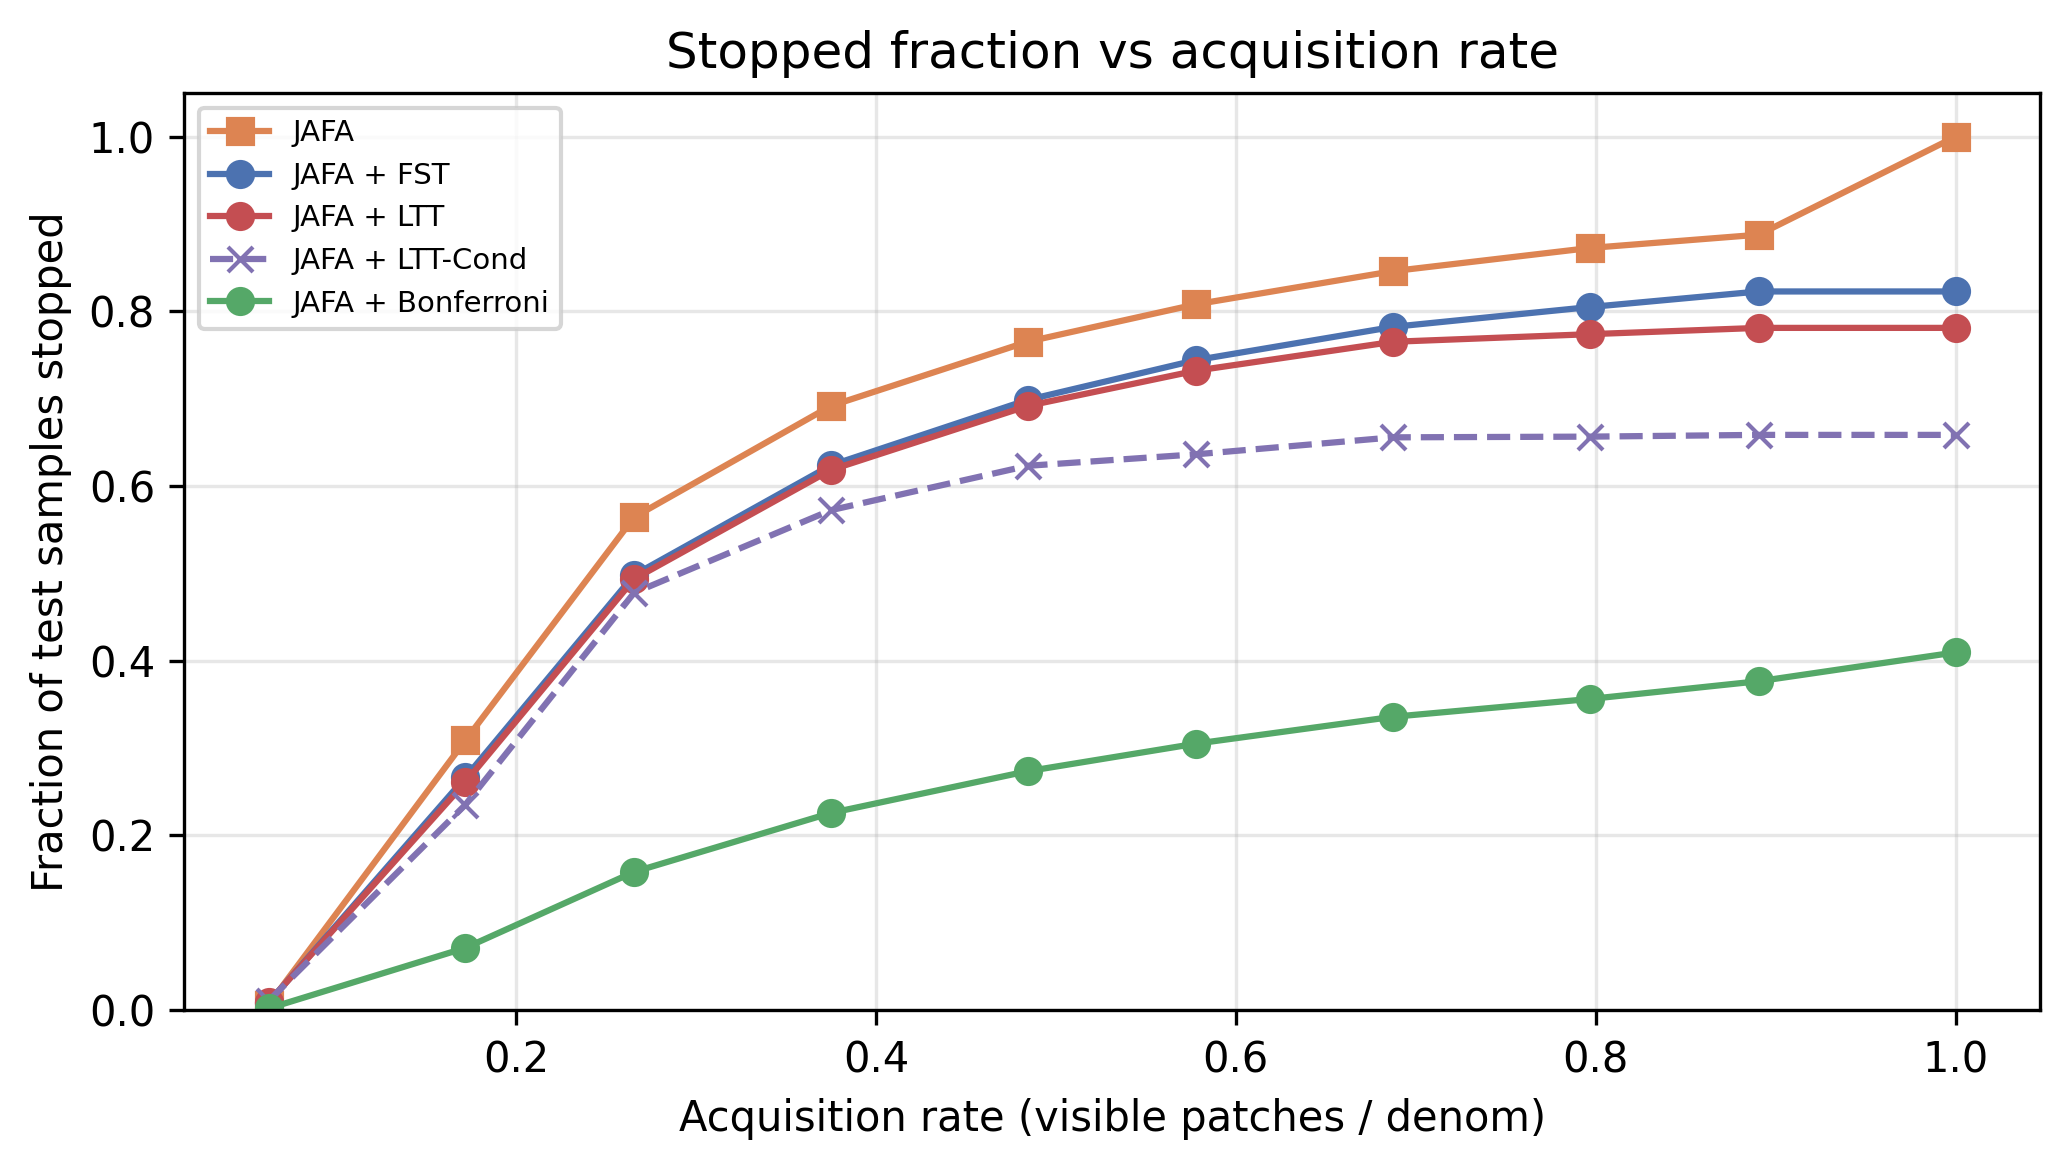 Stopped fraction vs acquisition rate
JAFA
JAFA + FST
JAFA + LTT
JAFA + LTT-Cond
JAFA + Bonferroni
Fraction of test samples stopped
1.0
0.8
0.6
0.4
0.2
0.0
0.2 0.4 0.6 0.8 1.0
Acquisition rate (visible patches / denom)